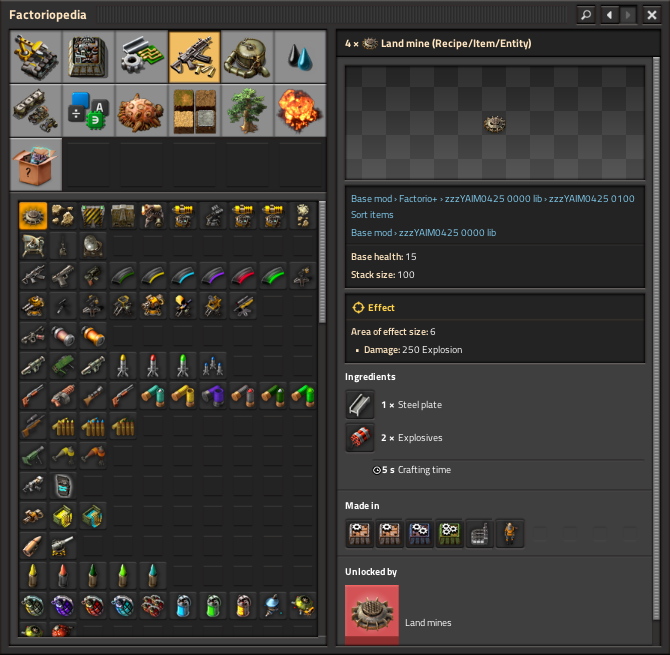 Factoriopedia
4 × Land mine (Recipe/Item/Entity)
Base mod › Factorio+ › zzzYAIM0425 0000 lib › zzzYAIM0425 0100
Sort items
Base mod › zzzYAIM0425 0000 lib
Base health: 15
Stack size: 100
Effect
Area of effect size: 6
• Damage: 250 Explosion
Ingredients
1 × Steel plate
2 × Explosives
5 s Crafting time
Made in
Unlocked by
Land mines